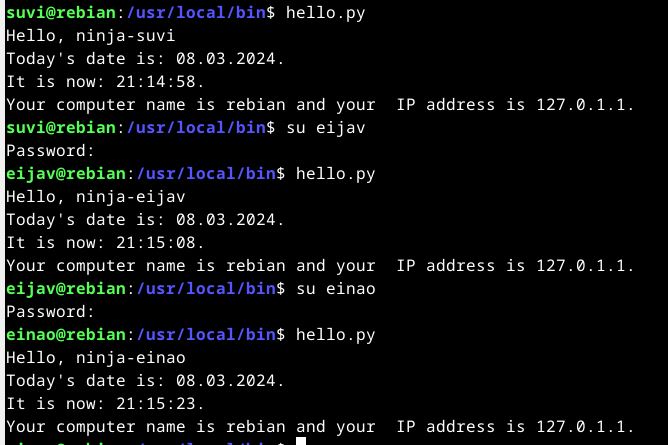 suvi@rebian:/usr/local/bin$ hello.py
Hello, ninja-suvi
Today's date is: 08.03.2024.
It is now: 21:14:58.
Your computer name is rebian and your  IP address is 127.0.1.1.
suvi@rebian:/usr/local/bin$ su eijav
Password:
eijav@rebian:/usr/local/bin$ hello.py
Hello, ninja-eijav
Today's date is: 08.03.2024.
It is now: 21:15:08.
Your computer name is rebian and your  IP address is 127.0.1.1.
eijav@rebian:/usr/local/bin$ su einao
Password:
einao@rebian:/usr/local/bin$ hello.py
Hello, ninja-einao
Today's date is: 08.03.2024.
It is now: 21:15:23.
Your computer name is rebian and your  IP address is 127.0.1.1.